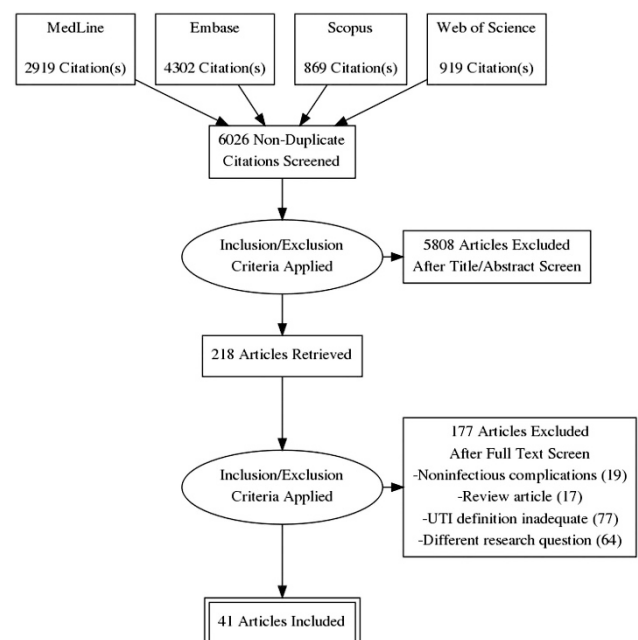 MedLine
2919 Citation(s)
Embase
4302 Citation(s)
Scopus
869 Citation(s)
Web of Science
919 Citation(s)
6026 Non-Duplicate
Citations Screened
Inclusion/Exclusion
Criteria Applied
5808 Articles Excluded
After Title/Abstract Screen
218 Articles Retrieved
Inclusion/Exclusion
Criteria Applied
177 Articles Excluded
After Full Text Screen
-Noninfectious complications (19)
-Review article (17)
-UTI definition inadequate (77)
-Different research question (64)
41 Articles Included